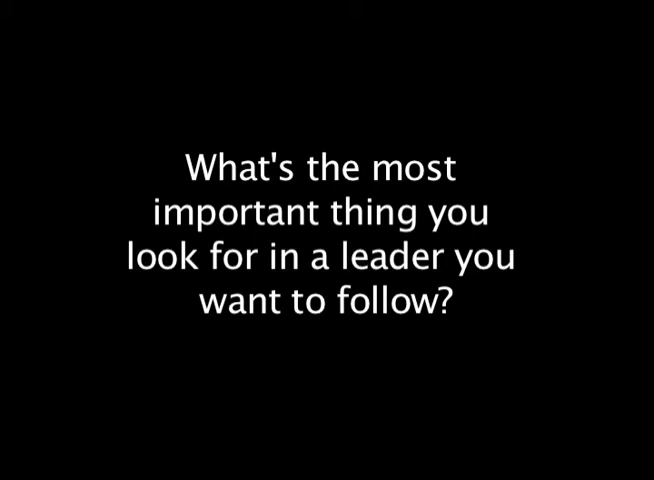 What's the most
important thing you
look for in a leader you
want to follow?